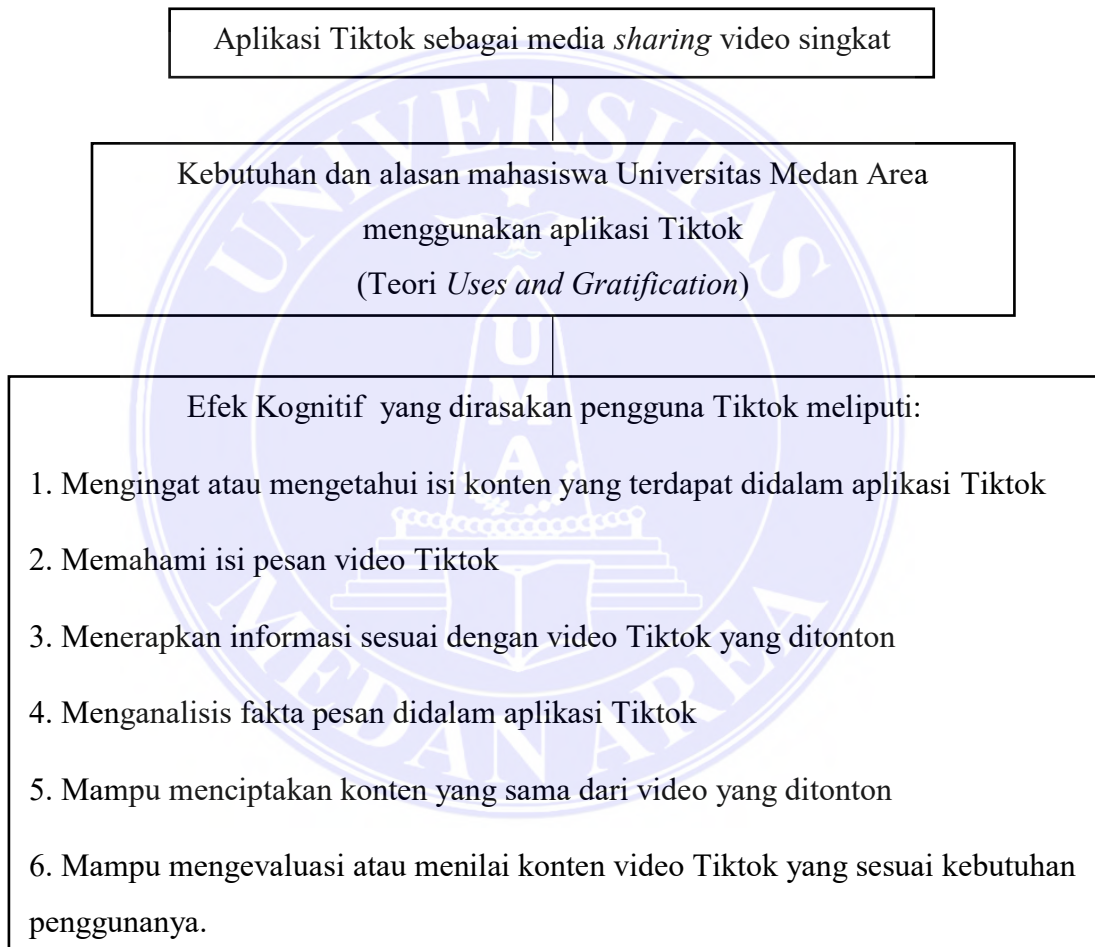 Aplikasi Tiktok sebagai media sharing video singkat
Kebutuhan dan alasan mahasiswa Universitas Medan Area
menggunakan aplikasi Tiktok
(Teori Uses and Gratification)
Efek Kognitif yang dirasakan pengguna Tiktok meliputi:
1. Mengingat atau mengetahui isi konten yang terdapat didalam aplikasi Tiktok
2. Memahami isi pesan video Tiktok
3. Menerapkan informasi sesuai dengan video Tiktok yang ditonton
4. Menganalisis fakta pesan didalam aplikasi Tiktok
5. Mampu menciptakan konten yang sama dari video yang ditonton
6. Mampu mengevaluasi atau menilai konten video Tiktok yang sesuai kebutuhan
penggunanya.
UNIVERSITAS
UMA
MEDAN AREA